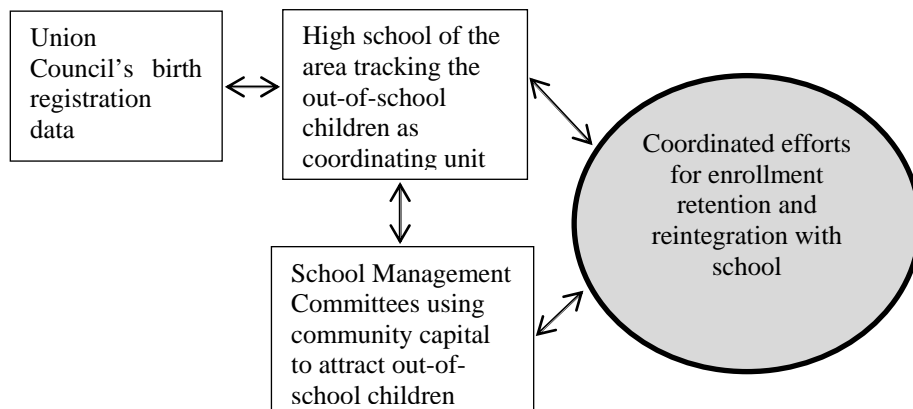 Union
Council's birth
registration
data
High school of the
area tracking the
out-of-school
children as
coordinating unit
Coordinated efforts
for enrollment
retention and
reintegration with
school
School Management
Committees using
community capital
to attract out-of-
school children